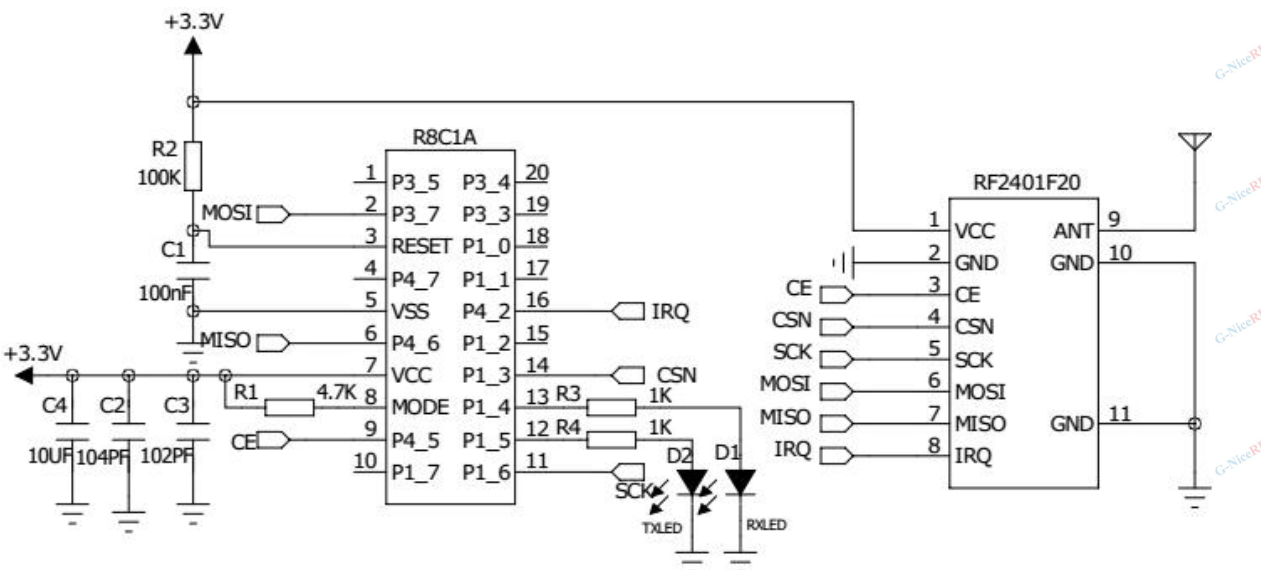 +3.3V
R2
100K
C1
100nF
MOSI
MISO
+3.3V
C4
10UF
C2
104PF
C3
102PF
R1
4.7K
CE
R8C1A
1 P3_5 P3_4 20
2 P3_7 P3_3 19
3 RESET P1_0 18
4 P4_7 P1_1 17
5 VSS P4_2 16
6 P4_6 P1_2 15
7 VCC P1_3 14
8 MODE P1_4 13
9 P4_5 P1_5 12
10 P1_7 P1_6 11
IRQ
CSN
R3 1K
R4 1K
SCK
D2
D1
TXLED
RXLED
RF2401F20
1 VCC ANT 9
2 GND GND 10
CE 3 CE
CSN 4 CSN
SCK 5 SCK
MOSI 6 MOSI
MISO 7 MISO GND 11
IRQ 8 IRQ